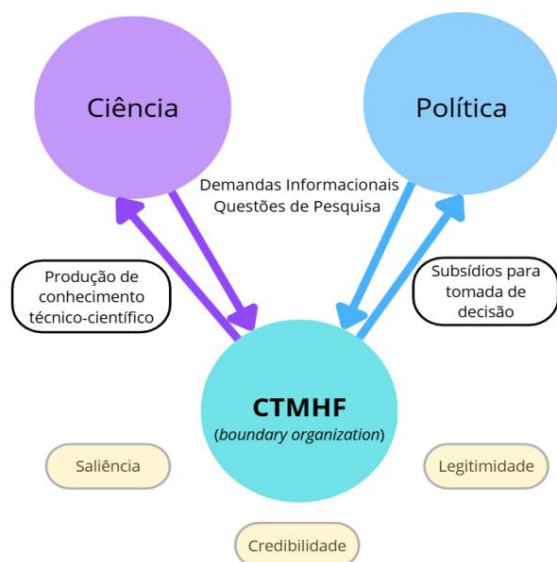 Ciência
Política
Demandas Informacionais
Questões de Pesquisa
Produção de
conhecimento
técnico-científico
Subsídios para
tomada de
decisão
CTMHF
(boundary organization)
Saliência
Legitimidade
Credibilidade